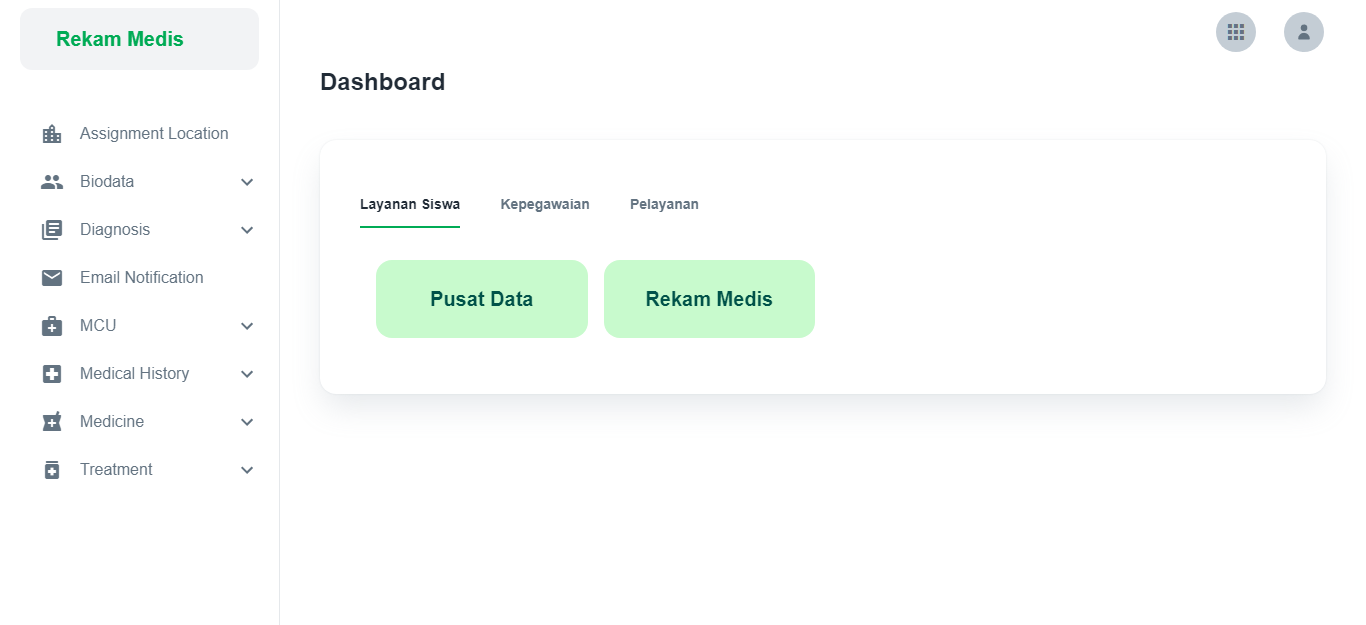 Rekam Medis
Assignment Location
Biodata
Diagnosis
Email Notification
MCU
Medical History
Medicine
Treatment
Dashboard
Layanan Siswa Kepegawaian Pelayanan
Pusat Data Rekam Medis